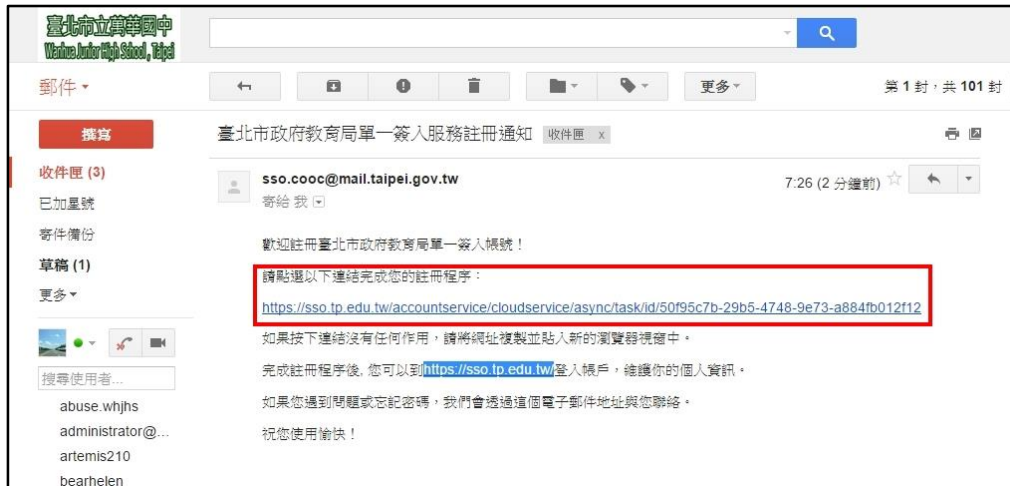 臺北市立萬華國中
Wanhua Junior High School, Taipei
郵件
更多
第 1 封，共 101 封
撰寫
臺北市政府教育局單一簽入服務註冊通知 收件匣 x
收件匣 (3)
已加星號
寄件備份
草稿 (1)
更多
sso.cooc@mail.taipei.gov.tw
7:26 (2 分鐘前)
寄給 我
歡迎註冊臺北市政府教育局單一簽入帳號！
請點選以下連結完成您的註冊程序：
https://sso.tp.edu.tw/accountservice/cloudservice/async/task/id/50f95c7b-29b5-4748-9e73-a884fb012f12
如果按下連結沒有任何作用，請將網址複製並貼入新的瀏覽器視窗中。
完成註冊程序後, 您可以到https://sso.tp.edu.tw/登入帳戶，維護你的個人資訊。
如果您遇到問題或忘記密碼，我們會透過這個電子郵件地址與您聯絡。
祝您使用愉快！
搜尋使用者...
abuse.whjhs
administrator@...
artemis210
bearhelen